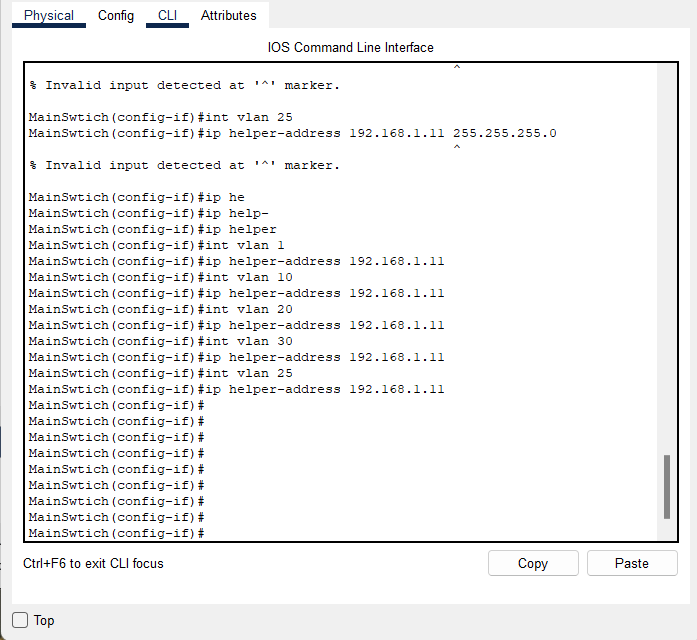 Physical Config CLI Attributes
IOS Command Line Interface
^
% Invalid input detected at '^' marker.
MainSwtich(config-if)#int vlan 25
MainSwtich(config-if)#ip helper-address 192.168.1.11 255.255.255.0
^
% Invalid input detected at '^' marker.
MainSwtich(config-if)#ip he
MainSwtich(config-if)#ip help-
MainSwtich(config-if)#ip helper
MainSwtich(config-if)#int vlan 1
MainSwtich(config-if)#ip helper-address 192.168.1.11
MainSwtich(config-if)#int vlan 10
MainSwtich(config-if)#ip helper-address 192.168.1.11
MainSwtich(config-if)#int vlan 20
MainSwtich(config-if)#ip helper-address 192.168.1.11
MainSwtich(config-if)#int vlan 30
MainSwtich(config-if)#ip helper-address 192.168.1.11
MainSwtich(config-if)#int vlan 25
MainSwtich(config-if)#ip helper-address 192.168.1.11
MainSwtich(config-if)#
MainSwtich(config-if)#
MainSwtich(config-if)#
MainSwtich(config-if)#
MainSwtich(config-if)#
MainSwtich(config-if)#
MainSwtich(config-if)#
MainSwtich(config-if)#
MainSwtich(config-if)#
Ctrl+F6 to exit CLI focus
Copy Paste
Top